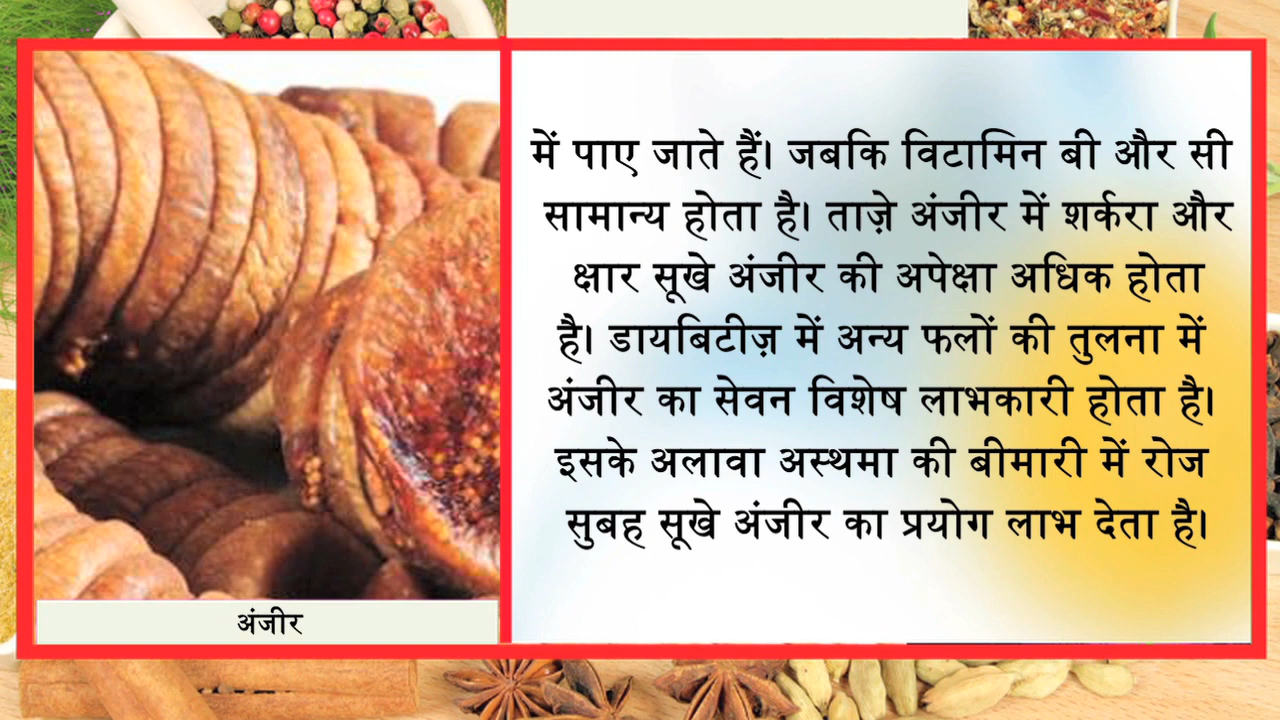 में पाए जाते हैं। जबकि विटामिन बी और सी
सामान्य होता है। ताज़े अंजीर में शर्करा और
क्षार सूखे अंजीर की अपेक्षा अधिक होता
है। डायबिटीज़ में अन्य फलों की तुलना में
अंजीर का सेवन विशेष लाभकारी होता है।
इसके अलावा अस्थमा की बीमारी में रोज
सुबह सूखे अंजीर का प्रयोग लाभ देता है।
अंजीर